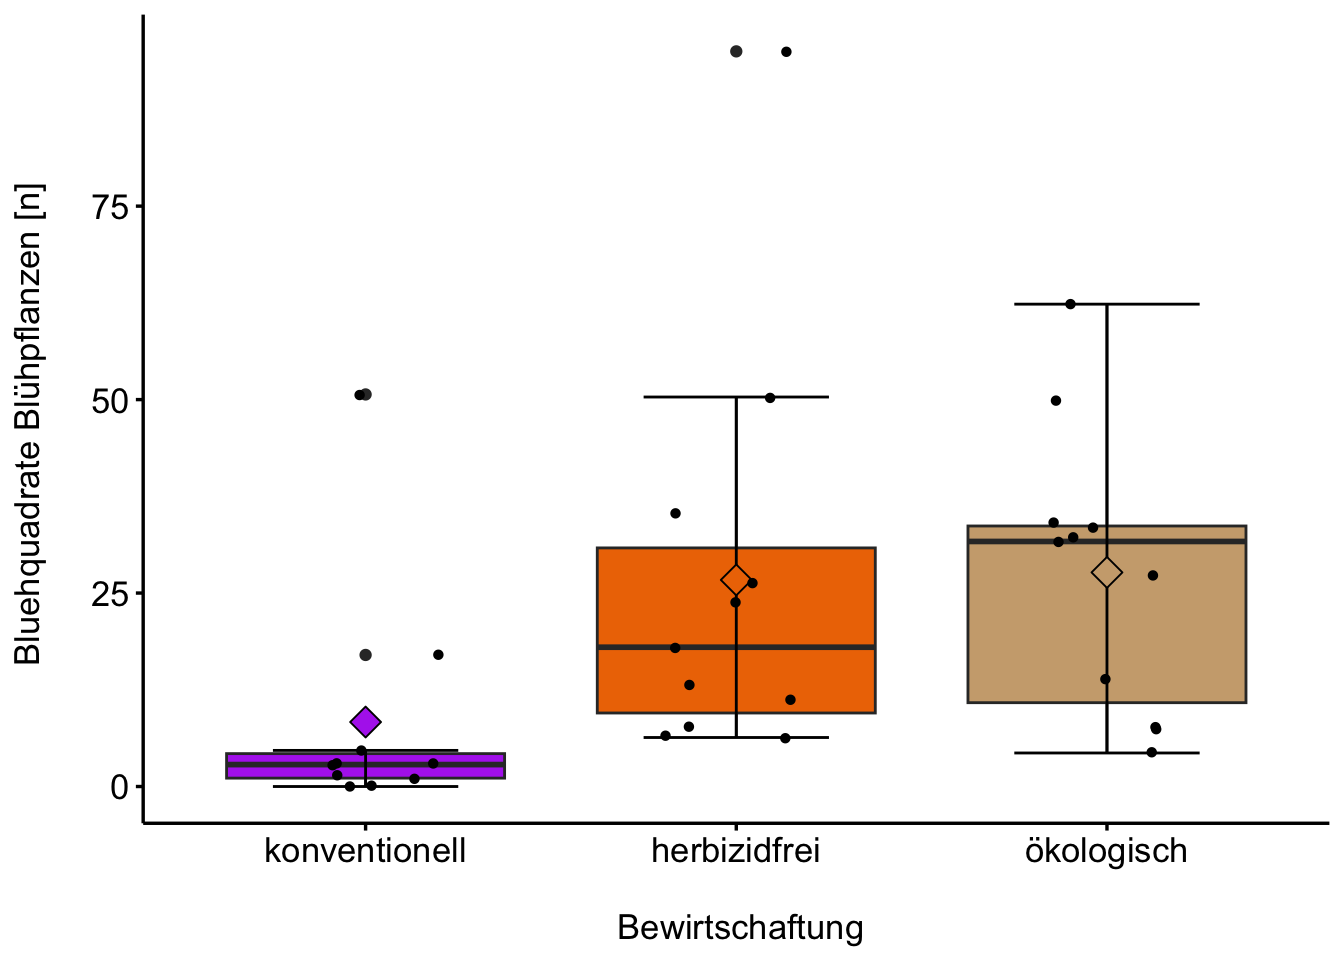 Bluehquadrate Blühpflanzen [n]
75
50
25
0
konventionell herbizidfrei ökologisch
Bewirtschaftung